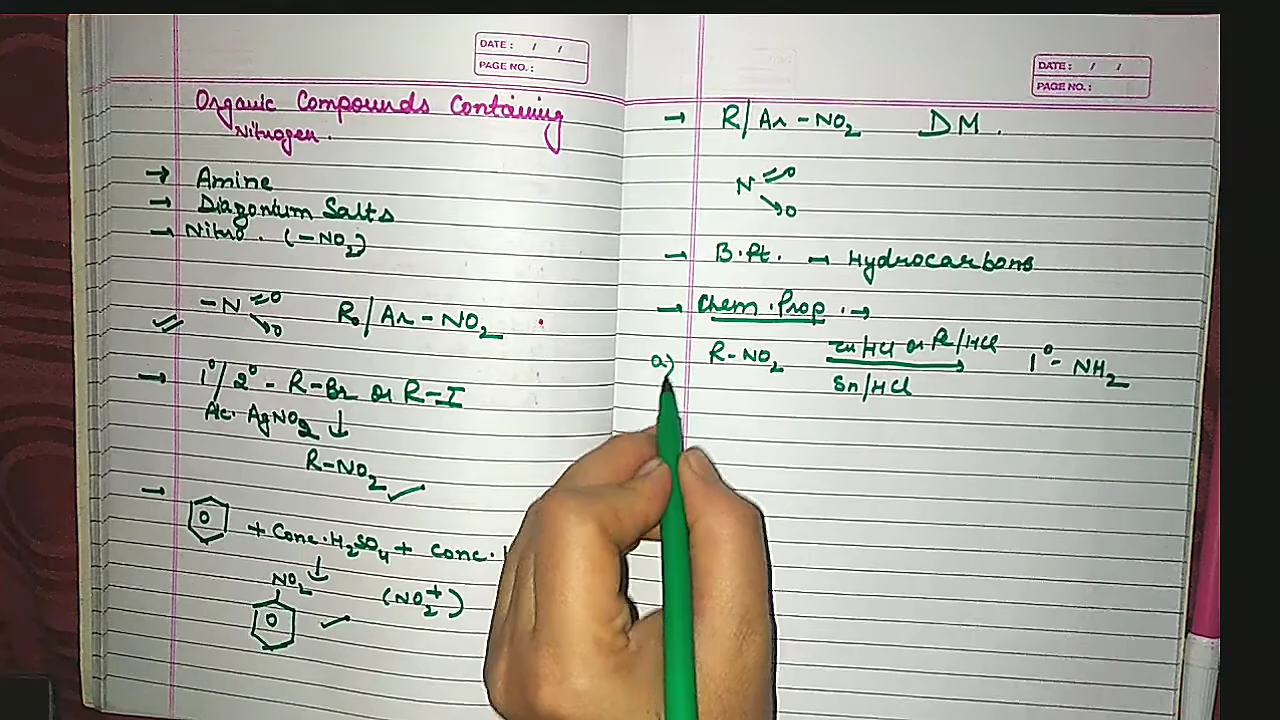 DATE: / /
PAGE NO.:
Organic Compounds Containing
Nitrogen.
→ Amine
→ Diazonium Salts
→ Nitro. (-NO2)
-N =O →O R/Ar-NO2
→ 1°/2° - R-Br or R-I
Alc. AgNO2 ↓
R-NO2 ✓
→ + Conc. H2SO4 + Conc.
↓
NO2 (NO2+)
DATE: / /
PAGE NO.:
→ R/Ar-NO2 DM.
N =O →O
→ B.Pt. → Hydrocarbons
→ Chem. Prop. →
a) R-NO2 Zn/HCl or Fe/HCl 1°-NH2
Sn/HCl